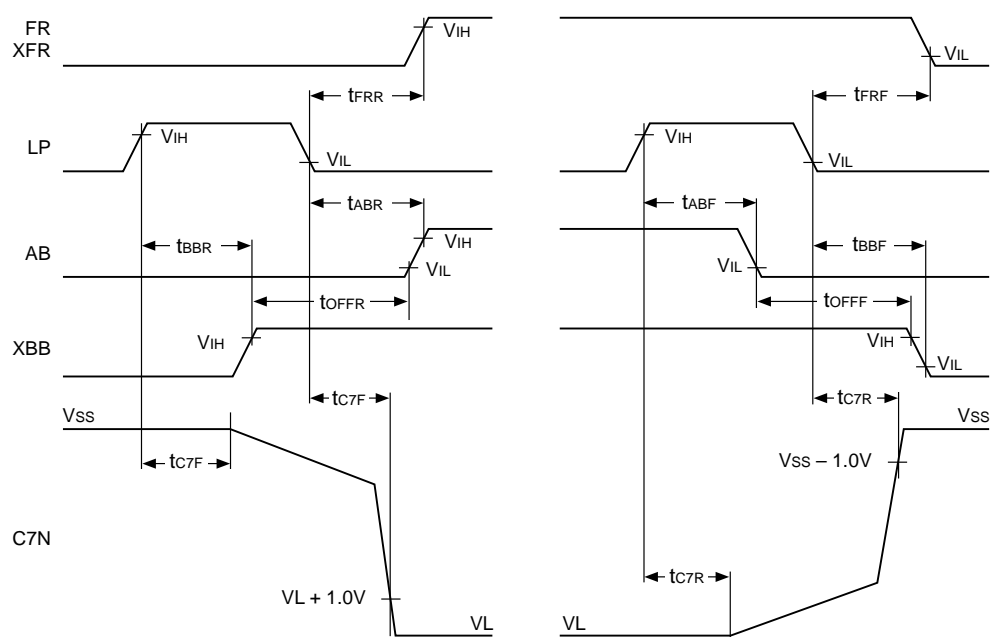 FR
XFR
VIH
VIL
tFRR
tFRF
LP
VIH
VIL
VIH
VIL
tABR
tABF
AB
tBBR
VIH
VIL
tBBF
VIL
tOFFR
tOFFF
XBB
VIH
VIH
VIL
tC7F
tC7R
VSS
VSS
tC7F
VSS – 1.0V
C7N
tC7R
VL + 1.0V
VL
VL